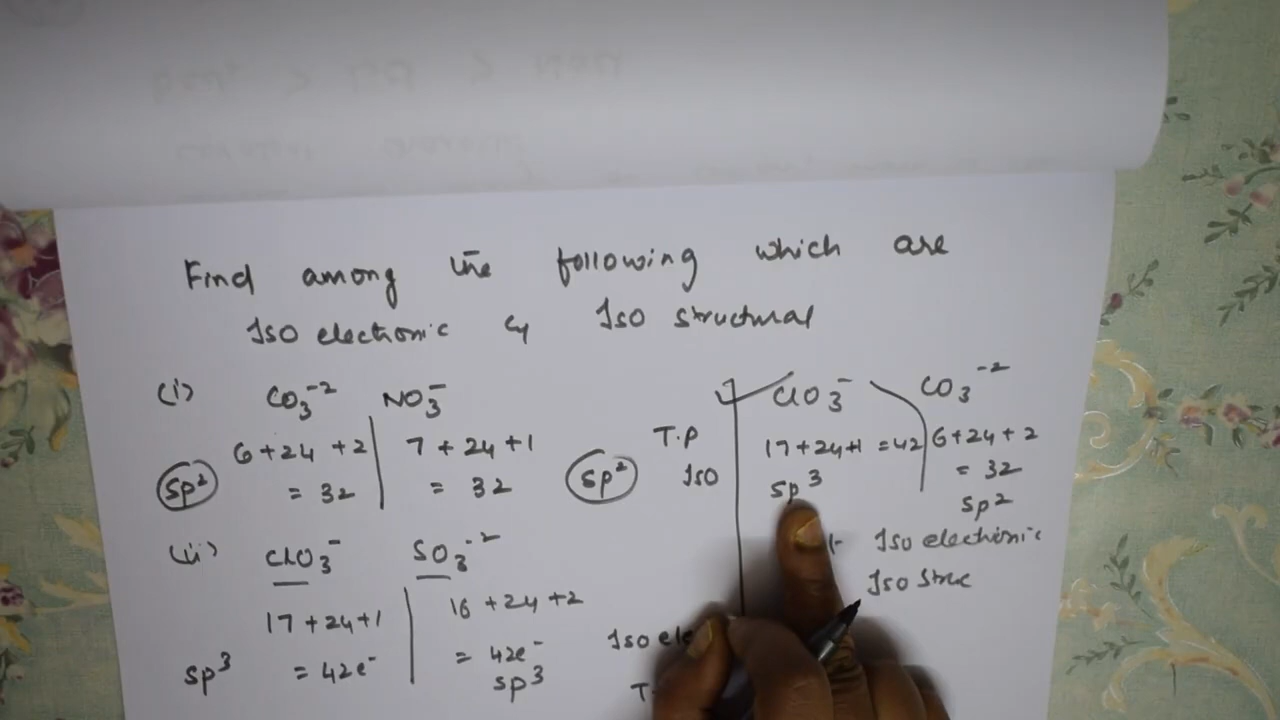 Find among the following which are
Iso electronic & Iso structural
(i) CO₃⁻² NO₃⁻
6+24+2 7+24+1 T.P
sp² = 32 = 32 sp² Iso
(ii) ClO₃⁻ SO₃⁻²
17+24+1 16+24+2
sp³ = 42e⁻ = 42e⁻ Iso ele
sp³ T.
ClO₃⁻ CO₃⁻²
17+24+1 = 42 6+24+2
sp³ = 32
sp²
Iso electronic
Iso struc